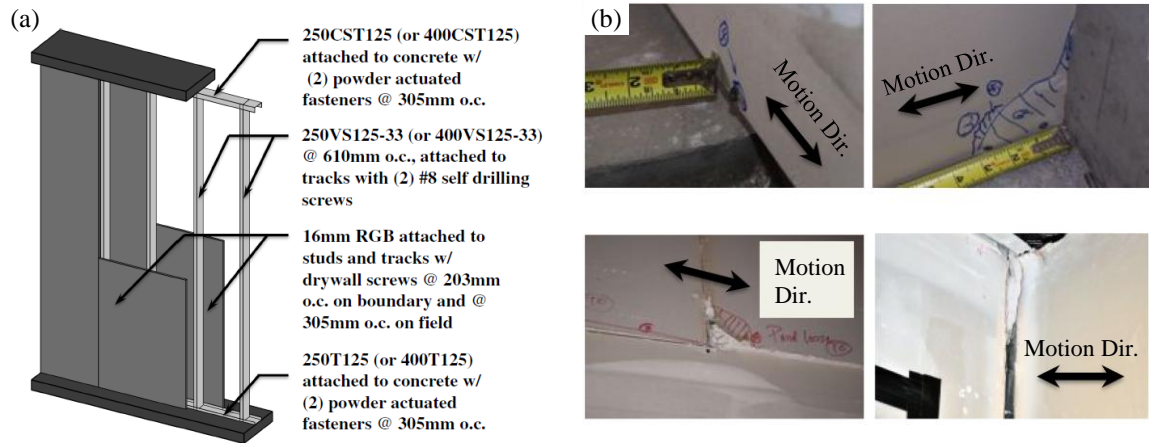 (a)
250CST125 (or 400CST125)
attached to concrete w/
(2) powder actuated
fasteners @ 305mm o.c.
250VS125-33 (or 400VS125-33)
@ 610mm o.c., attached to
tracks with (2) #8 self drilling
screws
16mm RGB attached to
studs and tracks w/
drywall screws @ 203mm
o.c. on boundary and @
305mm o.c. on field
250T125 (or 400T125)
attached to concrete w/
(2) powder actuated
fasteners @ 305mm o.c.
(b)
Motion Dir.
3
2
Motion Dir.
4
Motion
Dir.
Motion Dir.